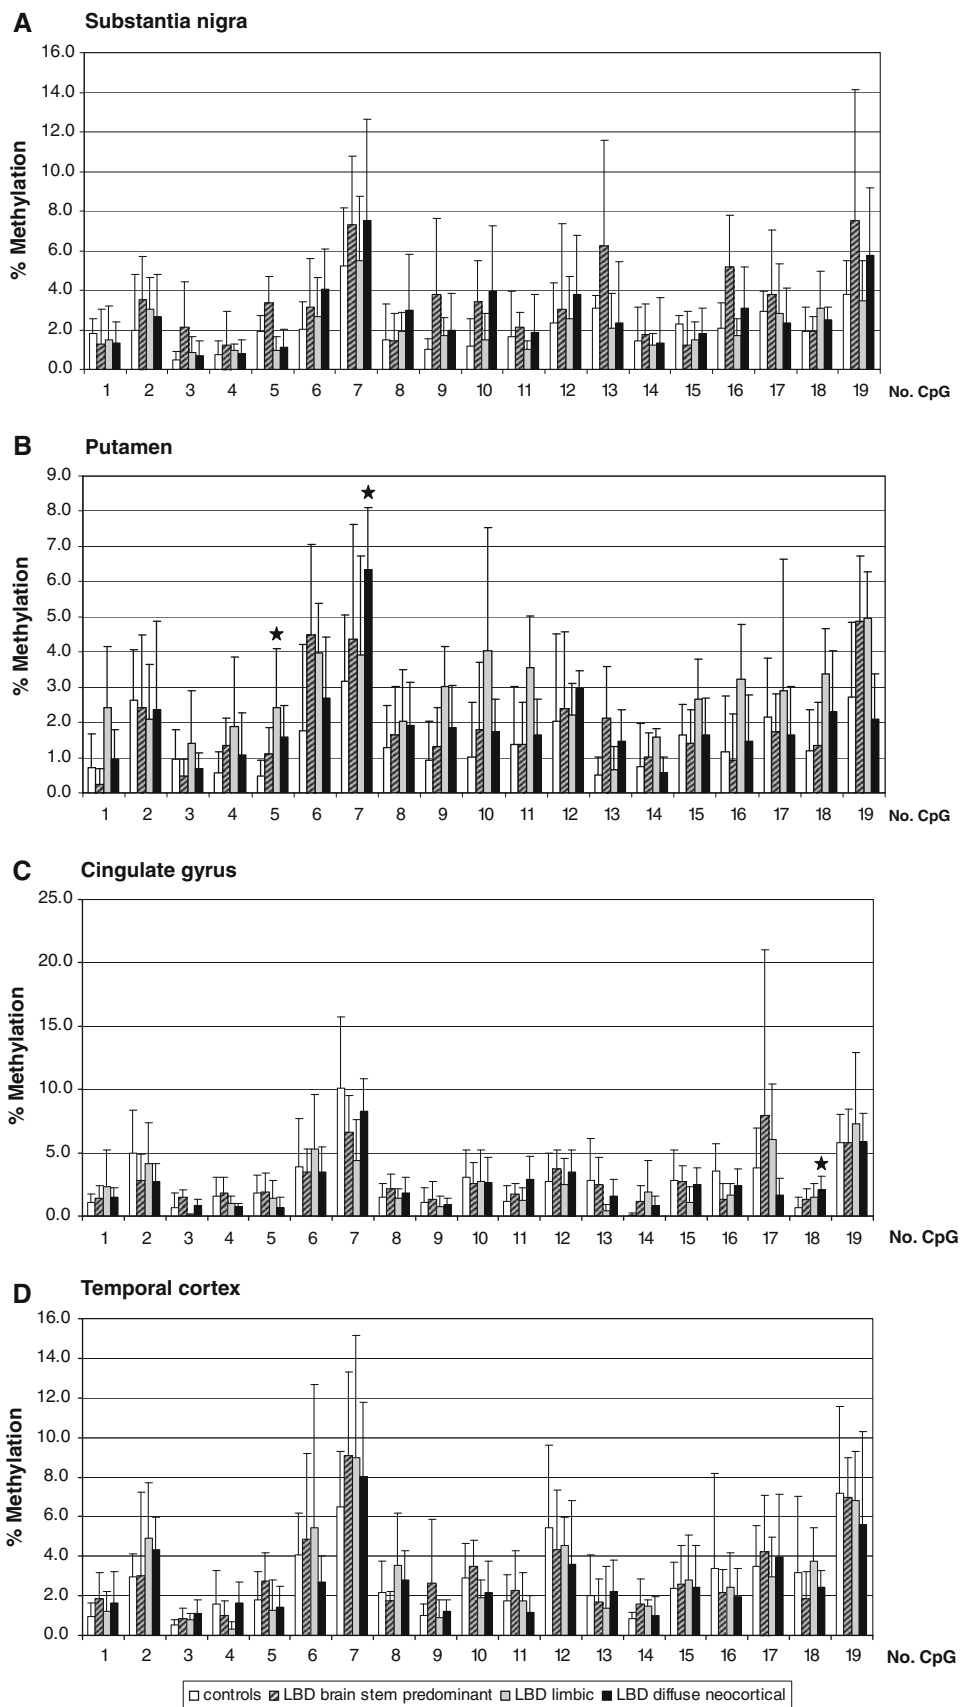 A Substantia nigra
16.0
14.0
12.0
10.0
8.0
6.0
4.0
2.0
0.0
% Methylation
1 2 3 4 5 6 7 8 9 10 11 12 13 14 15 16 17 18 19 No. CpG
B Putamen
9.0
8.0
7.0
6.0
5.0
4.0
3.0
2.0
1.0
0.0
% Methylation
1 2 3 4 5 6 7 8 9 10 11 12 13 14 15 16 17 18 19 No. CpG
C Cingulate gyrus
25.0
20.0
15.0
10.0
5.0
0.0
% Methylation
1 2 3 4 5 6 7 8 9 10 11 12 13 14 15 16 17 18 19 No. CpG
D Temporal cortex
16.0
14.0
12.0
10.0
8.0
6.0
4.0
2.0
0.0
% Methylation
1 2 3 4 5 6 7 8 9 10 11 12 13 14 15 16 17 18 19 No. CpG
controls LBD brain stem predominant LBD limbic LBD diffuse neocortical